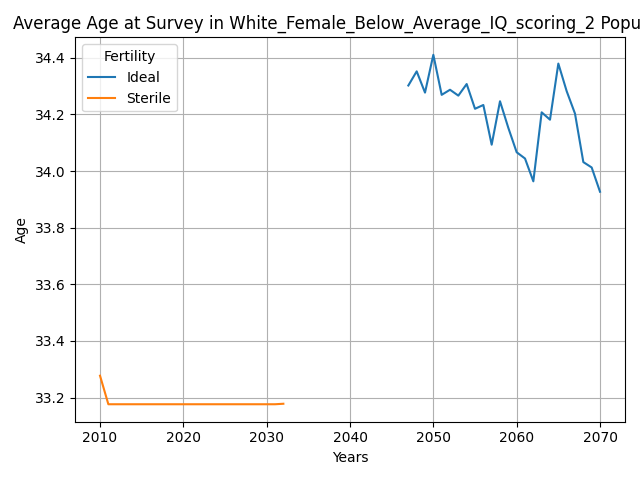 Average Age at Survey in White_Female_Below_Average_IQ_scoring_2 Popu
Fertility
Ideal
Sterile
34.4
34.2
34.0
33.8
33.6
33.4
33.2
Age
2010 2020 2030 2040 2050 2060 2070
Years